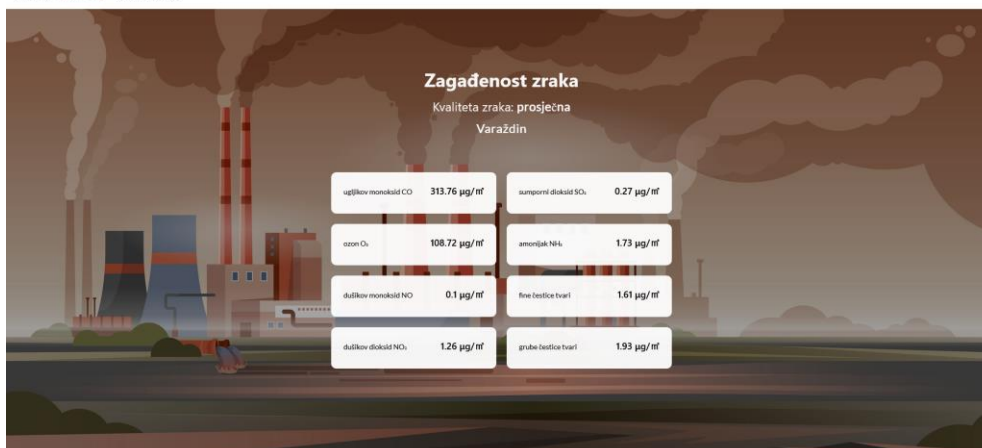 Zagađenost zraka
Kvaliteta zraka: prosječna
Varaždin
ugljikov monoksid CO 313.76 µg/m³
sumporni dioksid SO₂ 0.27 µg/m³
ozon O₃ 108.72 µg/m³
amonijak NH₃ 1.73 µg/m³
dušikov monoksid NO 0.1 µg/m³
fine čestice tvari 1.61 µg/m³
dušikov dioksid NO₂ 1.26 µg/m³
grube čestice tvari 1.93 µg/m³